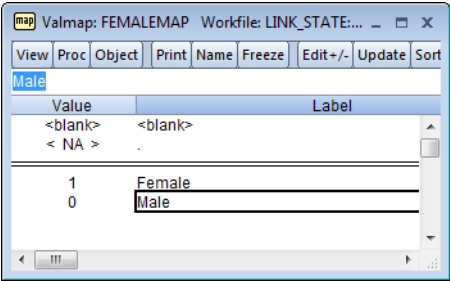 map Valmap: FEMALEMAP Workfile: LINK_STATE:...
View Proc Object Print Name Freeze Edit+/- Update Sort
Male
Value Label
<blank> <blank>
< NA > .
1 Female
0 Male